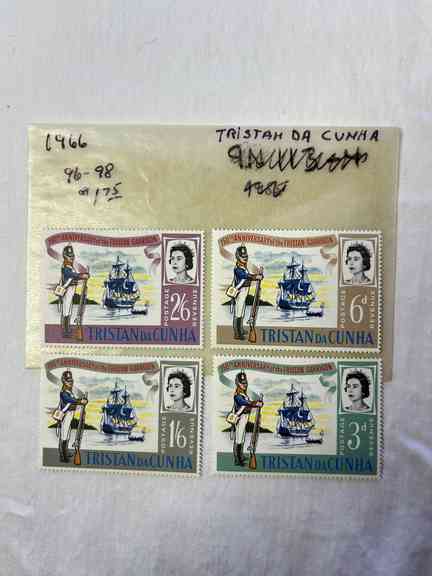 1966
TRISTAN DA CUNHA
96-98
1.75
150TH ANNIVERSARY of the TRISTAN GARRISON
2/6
POSTAGE
REVENUE
TRISTAN DA CUNHA
150TH ANNIVERSARY of the TRISTAN GARRISON
6d
POSTAGE
REVENUE
TRISTAN DA CUNHA
150TH ANNIVERSARY of the TRISTAN GARRISON
1/6
POSTAGE
REVENUE
TRISTAN DA CUNHA
150TH ANNIVERSARY of the TRISTAN GARRISON
3d.
POSTAGE
REVENUE
TRISTAN DA CUNHA